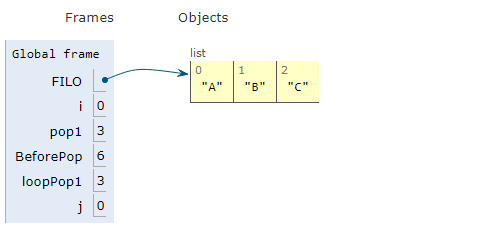 Frames Objects
Global frame
FILO
i 0
pop1 3
BeforePop 6
loopPop1 3
j 0
list
0 1 2
"A" "B" "C"